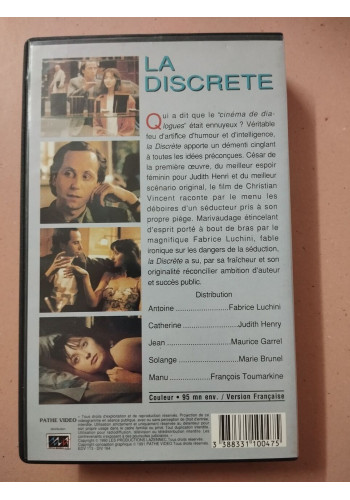 LA
DISCRETE
Qui a dit que le "cinéma de dia-
logues" était ennuyeux ? Véritable
feu d'artifice d'humour et d'intelligence,
la Discrète apporte un démenti cinglant
à toutes les idées préconçues. César de
la première œuvre, du meilleur espoir
féminin pour Judith Henri et du meilleur
scénario original, le film de Christian
Vincent raconte par le menu les
déboires d'un séducteur pris à son
propre piège. Marivaudage étincelant
d'esprit porté à bout de bras par le
magnifique Fabrice Luchini, fable
ironique sur les dangers de la séduction,
la Discrète a su, par sa fraîcheur et son
originalité réconcilier ambition d'auteur
et succès public.
Distribution
Antoine ................Fabrice Luchini
Catherine ................Judith Henry
Jean ................Maurice Garrel
Solange ................Marie Brunel
Manu ..........François Toumarkine
Couleur • 95 mn env. / Version Française
PATHE VIDEO
3 388331 100475